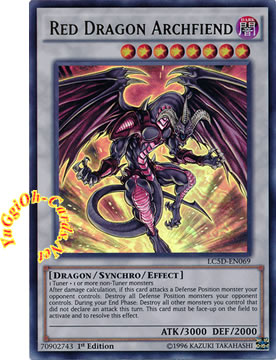 RED DRAGON ARCHFIEND
DARK
YuGiOh-Cards.Net
LC5D-EN069
[DRAGON / SYNCHRO / EFFECT]
1 Tuner + 1 or more non-Tuner monsters
After damage calculation, if this card attacks a Defense Position monster your
opponent controls: Destroy all Defense Position monsters your opponent
controls. During your End Phase: Destroy all other monsters you control that
did not declare an attack this turn. This card must be face-up on the field
to activate and to resolve this effect.
ATK/3000 DEF/2000
70902743 1st Edition ©1996 KAZUKI TAKAHASHI